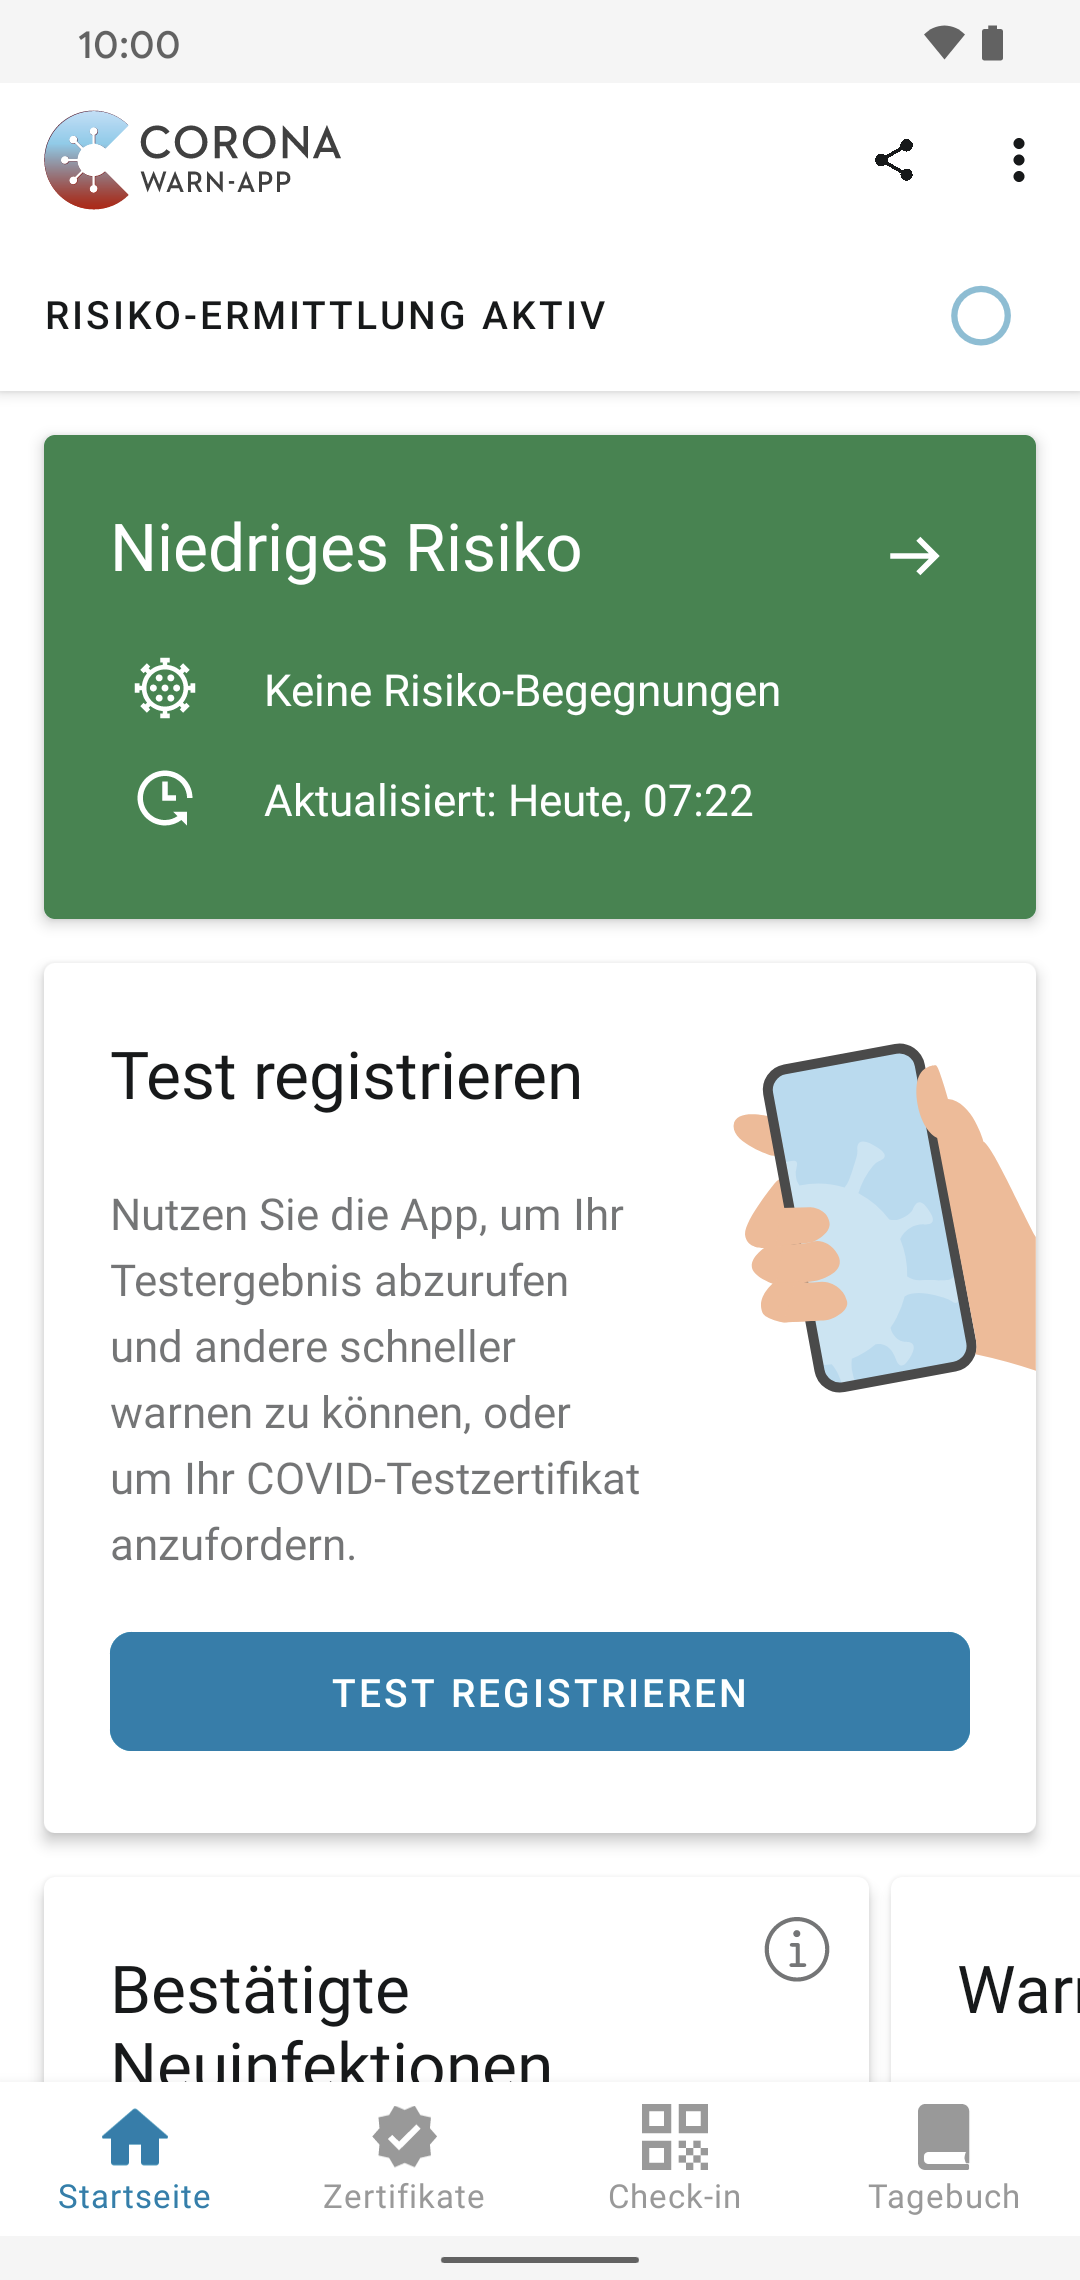 10:00
CORONA
WARN-APP
RISIKO-ERMITTLUNG AKTIV
Niedriges Risiko
Keine Risiko-Begegnungen
Aktualisiert: Heute, 07:22
Test registrieren
Nutzen Sie die App, um Ihr
Testergebnis abzurufen
und andere schneller
warnen zu können, oder
um Ihr COVID-Testzertifikat
anzufordern.
TEST REGISTRIEREN
Bestätigte
Neuinfektionen
Startseite
Zertifikate
Check-in
Tagebuch